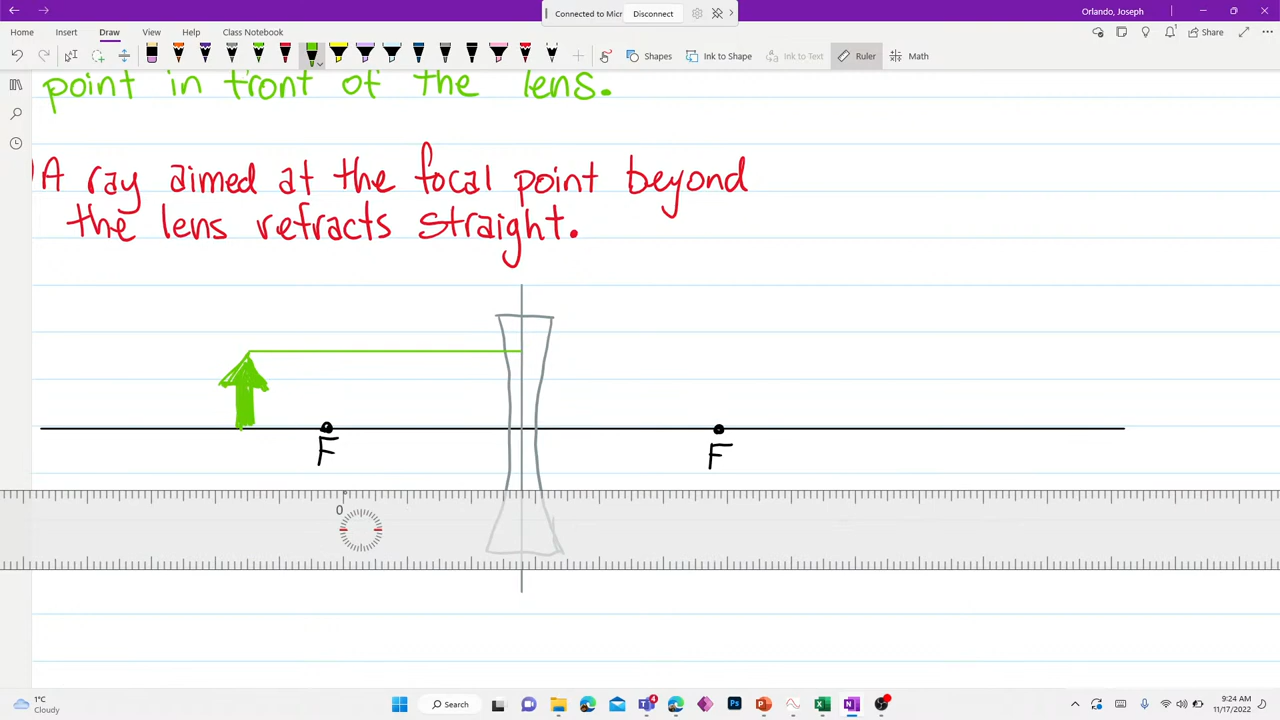 Connected to Micr
Disconnect
Orlando, Joseph
Home
Insert
Draw
View
Help
Class Notebook
Share
Shapes
Ink to Shape
Ink to Text
Ruler
Math
point in front of the lens.
A ray aimed at the focal point beyond
the lens refracts straight.
F
F
0
1°C
Cloudy
Search
4
9:24 AM
11/17/2022